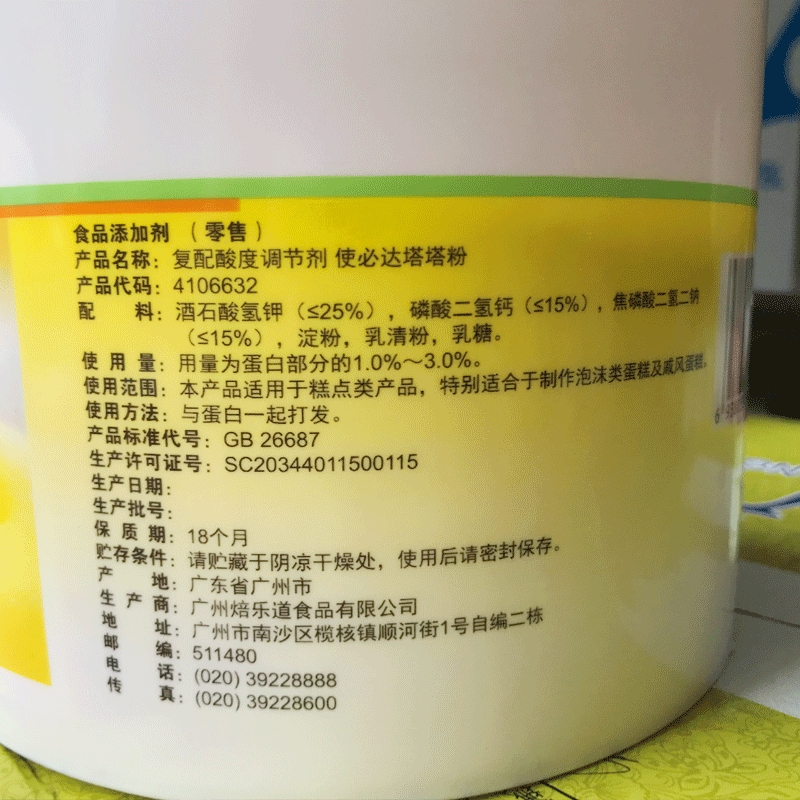 食品添加剂 （零售）
产品名称：复配酸度调节剂 使必达塔塔粉
产品代码：4106632
配 料：酒石酸氢钾（≤25%），磷酸二氢钙（≤15%），焦磷酸二氢二钠
（≤15%），淀粉，乳清粉，乳糖。
使用量：用量为蛋白部分的1.0%～3.0%。
使用范围：本产品适用于糕点类产品，特别适合于制作泡沫类蛋糕及戚风蛋糕。
使用方法：与蛋白一起打发。
产品标准代号：GB 26687
生产许可证号：SC20344011500115
生产日期：
生产批号：
保质期：18个月
贮存条件：请贮藏于阴凉干燥处，使用后请密封保存。
产 地：广东省广州市
生产商：广州焙乐道食品有限公司
地 址：广州市南沙区榄核镇顺河街1号自编二栋
邮 编：511480
电 话：(020) 39228888
传 真：(020) 39228600